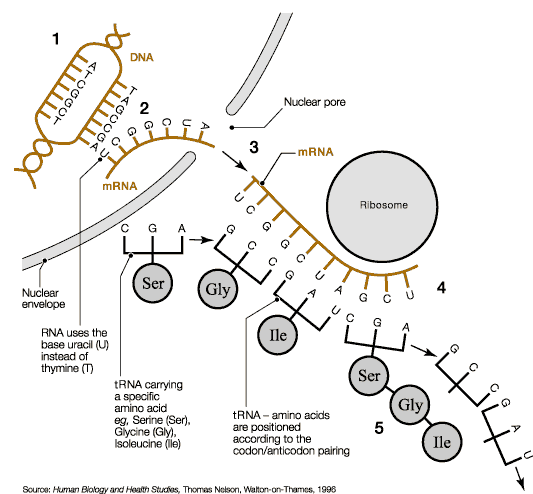 1
DNA
A T C G G C T
T A G C C G A
2
U C G G C U A
mRNA
Nuclear pore
3
mRNA
Ribosome
U C G G C U A G C U
4
C G A
Ser
G C C
Gly
G A U
Ile
C G A
Ser
Gly
Ile
5
G C C
G A U
Nuclear
envelope
RNA uses the
base uracil (U)
instead of
thymine (T)
tRNA carrying
a specific
amino acid
eg, Serine (Ser),
Glycine (Gly),
Isoleucine (Ile)
tRNA – amino acids
are positioned
according to the
codon/anticodon pairing
Source: Human Biology and Health Studies, Thomas Nelson, Walton-on-Thames, 1996